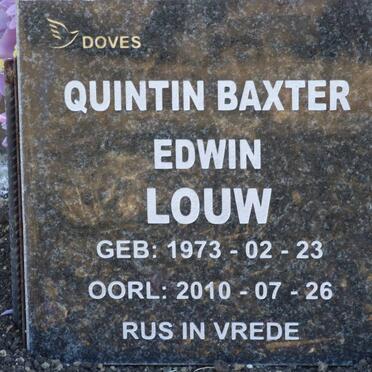 DOVES
QUINTIN BAXTER
EDWIN
LOUW
GEB: 1973 - 02 - 23
OORL: 2010 - 07 - 26
RUS IN VREDE